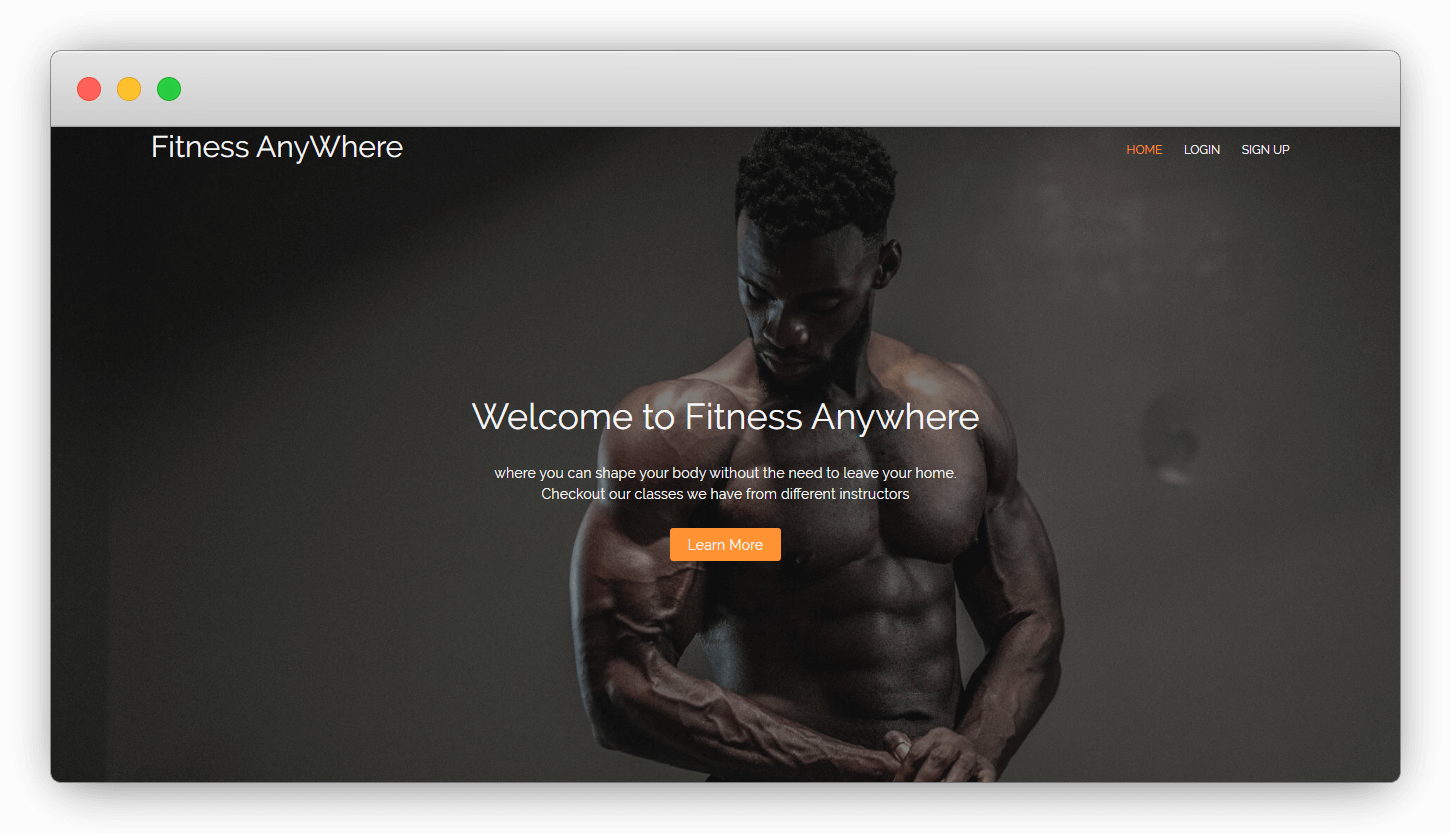 Fitness AnyWhere
HOME LOGIN SIGN UP
Welcome to Fitness Anywhere
where you can shape your body without the need to leave your home.
Checkout our classes we have from different instructors
Learn More